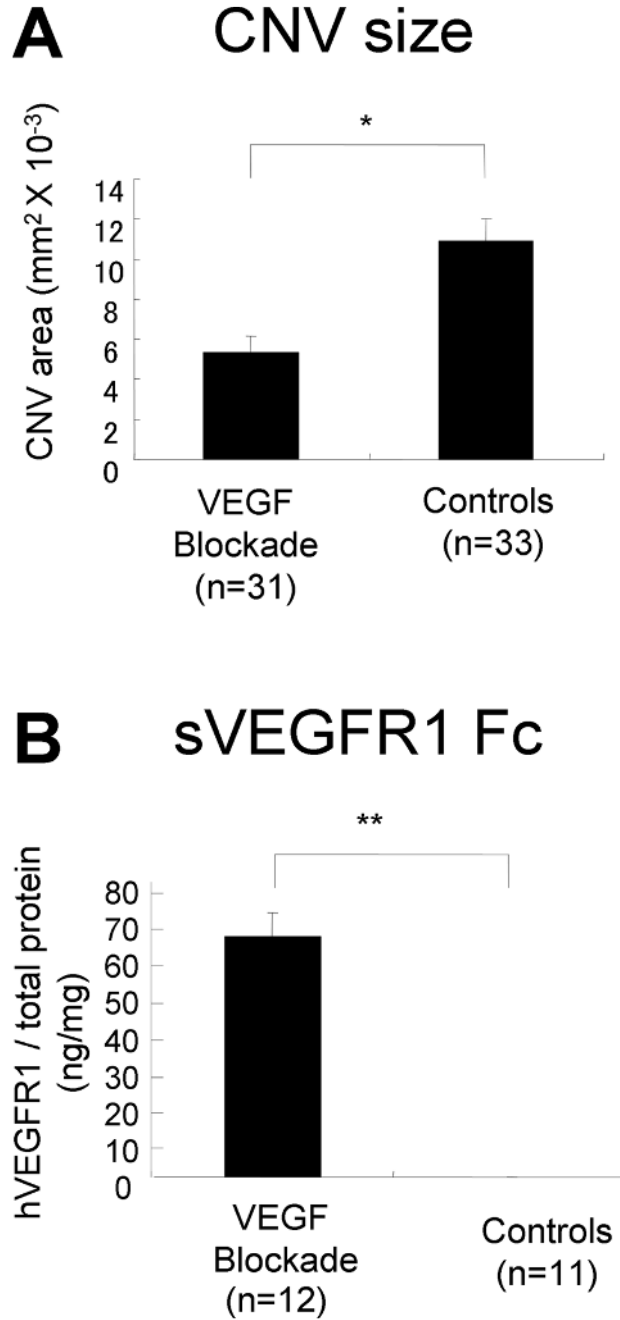 A
CNV size
*
CNV area (mm² X 10⁻³)
14
12
10
8
6
4
2
0
VEGF
Blockade
(n=31)
Controls
(n=33)
B
sVEGFR1 Fc
**
hVEGFR1 / total protein
(ng/mg)
80
70
60
50
40
30
20
10
0
VEGF
Blockade
(n=12)
Controls
(n=11)